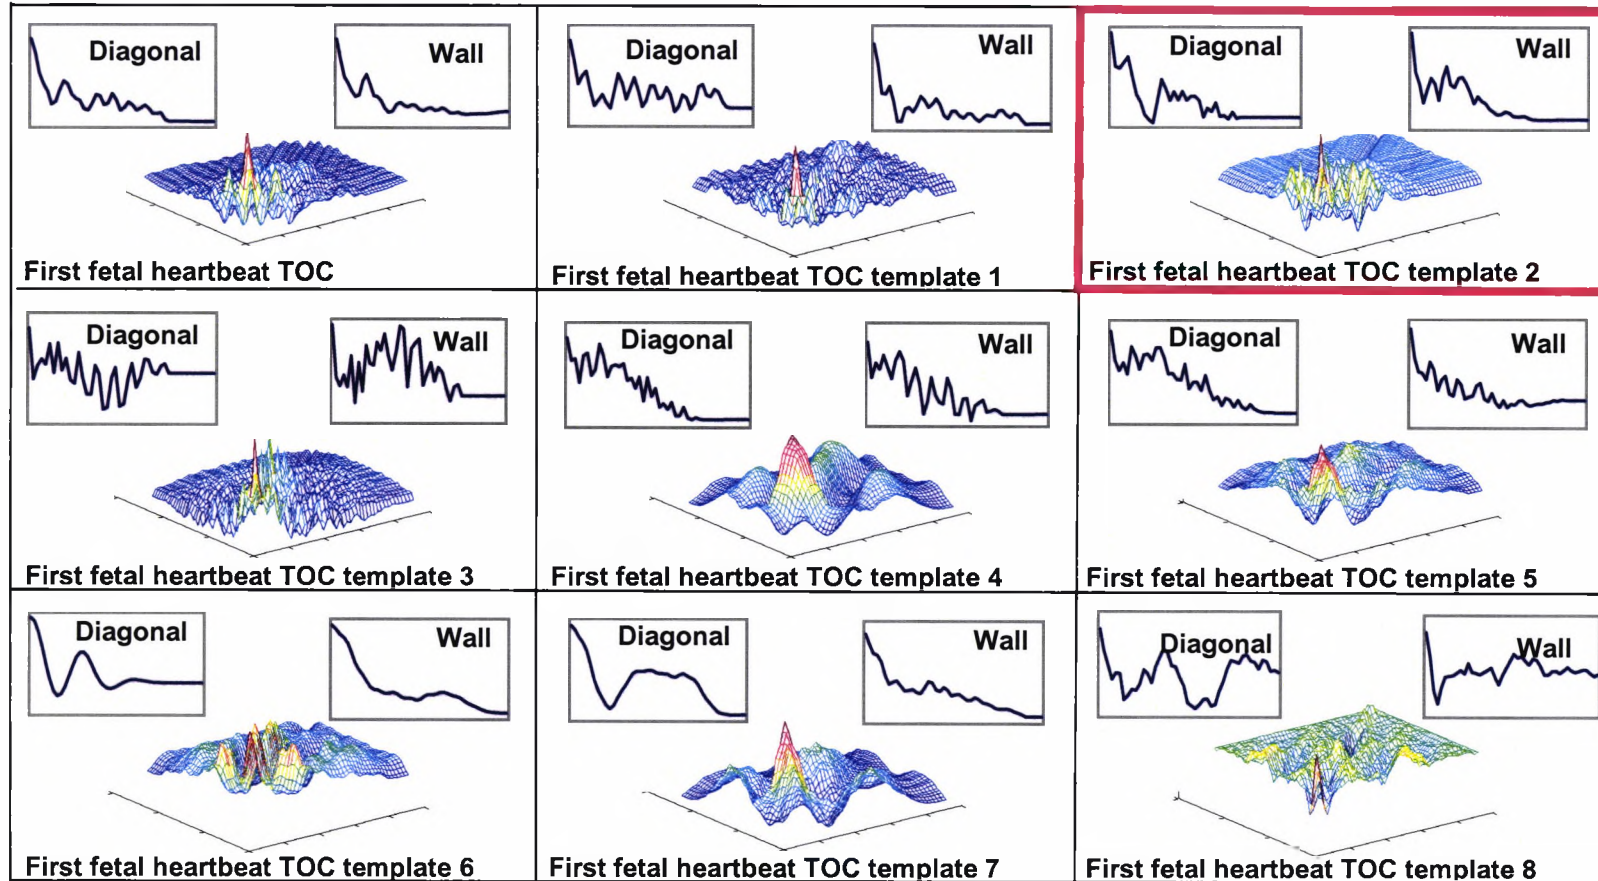 Diagonal
Wall
First fetal heartbeat TOC
Diagonal
Wall
First fetal heartbeat TOC template 1
Diagonal
Wall
First fetal heartbeat TOC template 2
Diagonal
Wall
First fetal heartbeat TOC template 3
Diagonal
Wall
First fetal heartbeat TOC template 4
Diagonal
Wall
First fetal heartbeat TOC template 5
Diagonal
Wall
First fetal heartbeat TOC template 6
Diagonal
Wall
First fetal heartbeat TOC template 7
Diagonal
Wall
First fetal heartbeat TOC template 8